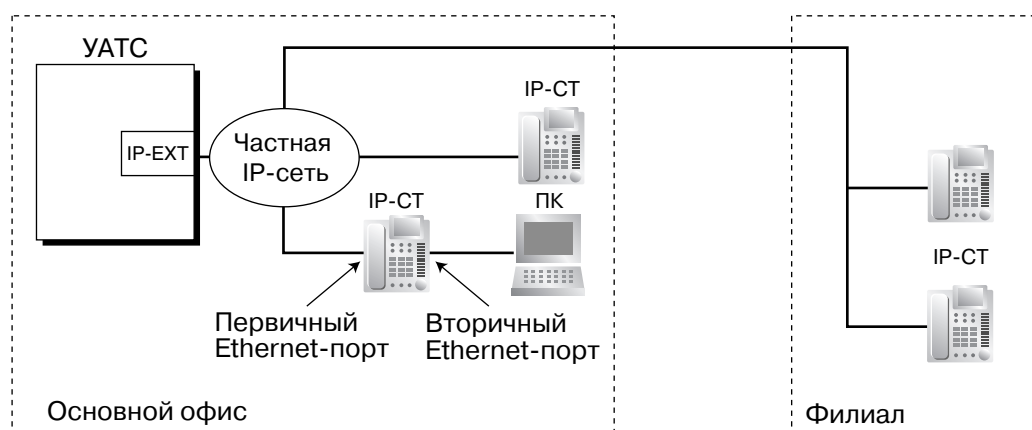 УАТС
IP-EXT
Частная
IP-сеть
IP-СТ
IP-СТ
ПК
Первичный
Ethernet-порт
Вторичный
Ethernet-порт
Основной офис
IP-СТ
Филиал